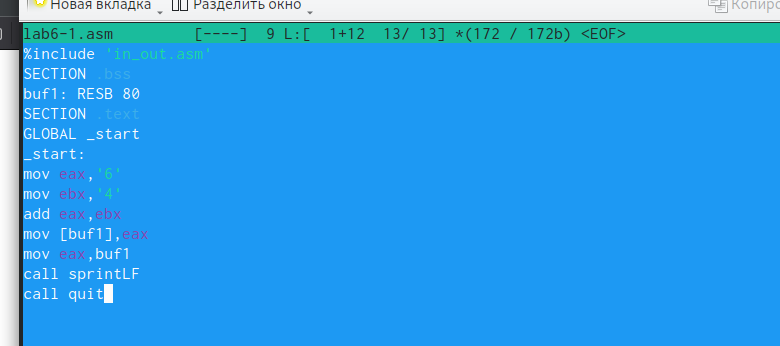 Новая вкладка Разделить окно
lab6-1.asm [----] 9 L:[ 1+12 13/ 13] *(172 / 172b) <EOF>
%include 'in_out.asm'
SECTION .bss
buf1: RESB 80
SECTION .text
GLOBAL _start
_start:
mov eax,'6'
mov ebx,'4'
add eax,ebx
mov [buf1],eax
mov eax,buf1
call sprintLF
call quit